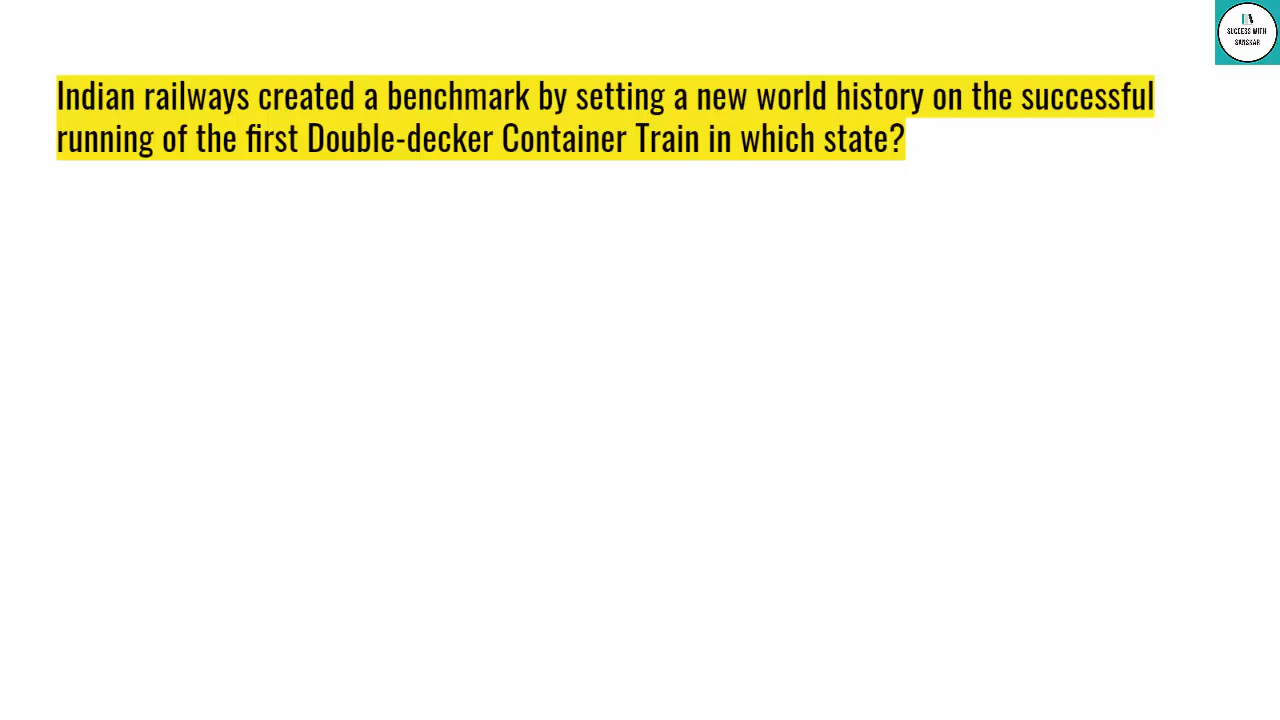 SUCCESS WITH
SANSKAR
Indian railways created a benchmark by setting a new world history on the successful
running of the first Double-decker Container Train in which state?